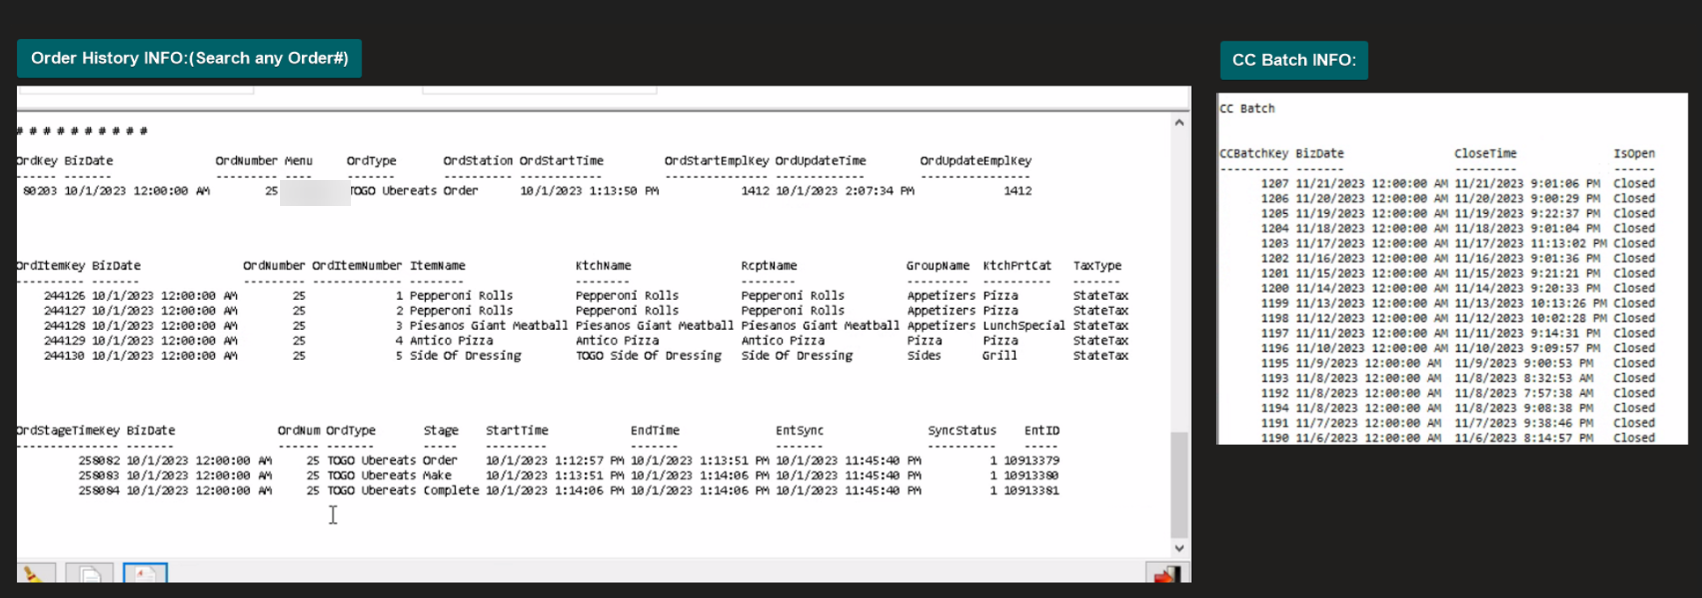 Order History INFO:(Search any Order#)
# # # # # # # # # #
OrdKey BizDate OrdNumber Menu OrdType OrdStation OrdStartTime OrdStartEmplKey OrdUpdateTime OrdUpdateEmplKey
------ ------- --------- ---- ------- ---------- ------------ --------------- ------------- ----------------
80203 10/1/2023 12:00:00 AM 25 TOGO Ubereats Order 10/1/2023 1:13:50 PM 1412 10/1/2023 2:07:34 PM 1412
OrdItemKey BizDate OrdNumber OrdItemNumber ItemName KtchName RcptName GroupName KtchPrtCat TaxType
---------- ------- --------- ------------- -------- -------- -------- --------- ---------- -------
244126 10/1/2023 12:00:00 AM 25 1 Pepperoni Rolls Pepperoni Rolls Pepperoni Rolls Appetizers Pizza StateTax
244127 10/1/2023 12:00:00 AM 25 2 Pepperoni Rolls Pepperoni Rolls Pepperoni Rolls Appetizers Pizza StateTax
244128 10/1/2023 12:00:00 AM 25 3 Piesanos Giant Meatball Piesanos Giant Meatball Piesanos Giant Meatball Appetizers LunchSpecial StateTax
244129 10/1/2023 12:00:00 AM 25 4 Antico Pizza Antico Pizza Antico Pizza Pizza Pizza StateTax
244130 10/1/2023 12:00:00 AM 25 5 Side Of Dressing TOGO Side Of Dressing Side Of Dressing Sides Grill StateTax
OrdStageTimeKey BizDate OrdNum OrdType Stage StartTime EndTime EntSync SyncStatus EntID
--------------- ------- ------ ------- ----- --------- ------- ------- ---------- -----
258082 10/1/2023 12:00:00 AM 25 TOGO Ubereats Order 10/1/2023 1:12:57 PM 10/1/2023 1:13:51 PM 10/1/2023 11:45:40 PM 1 10913379
258083 10/1/2023 12:00:00 AM 25 TOGO Ubereats Make 10/1/2023 1:13:51 PM 10/1/2023 1:14:06 PM 10/1/2023 11:45:40 PM 1 10913380
258084 10/1/2023 12:00:00 AM 25 TOGO Ubereats Complete 10/1/2023 1:14:06 PM 10/1/2023 1:14:06 PM 10/1/2023 11:45:40 PM 1 10913381
CC Batch INFO:
CC Batch
CCBatchKey BizDate CloseTime IsOpen
---------- ------- --------- ------
1207 11/21/2023 12:00:00 AM 11/21/2023 9:01:06 PM Closed
1206 11/20/2023 12:00:00 AM 11/20/2023 9:00:29 PM Closed
1205 11/19/2023 12:00:00 AM 11/19/2023 9:22:37 PM Closed
1204 11/18/2023 12:00:00 AM 11/18/2023 9:01:04 PM Closed
1203 11/17/2023 12:00:00 AM 11/17/2023 11:13:02 PM Closed
1202 11/16/2023 12:00:00 AM 11/16/2023 9:01:36 PM Closed
1201 11/15/2023 12:00:00 AM 11/15/2023 9:21:21 PM Closed
1200 11/14/2023 12:00:00 AM 11/14/2023 9:20:33 PM Closed
1199 11/13/2023 12:00:00 AM 11/13/2023 10:13:26 PM Closed
1198 11/12/2023 12:00:00 AM 11/12/2023 10:02:28 PM Closed
1197 11/11/2023 12:00:00 AM 11/11/2023 9:14:31 PM Closed
1196 11/10/2023 12:00:00 AM 11/10/2023 9:09:57 PM Closed
1195 11/9/2023 12:00:00 AM 11/9/2023 9:00:53 PM Closed
1193 11/8/2023 12:00:00 AM 11/8/2023 8:32:53 AM Closed
1192 11/8/2023 12:00:00 AM 11/8/2023 7:57:38 AM Closed
1194 11/8/2023 12:00:00 AM 11/8/2023 9:08:38 PM Closed
1191 11/7/2023 12:00:00 AM 11/7/2023 9:38:46 PM Closed
1190 11/6/2023 12:00:00 AM 11/6/2023 8:14:57 PM Closed